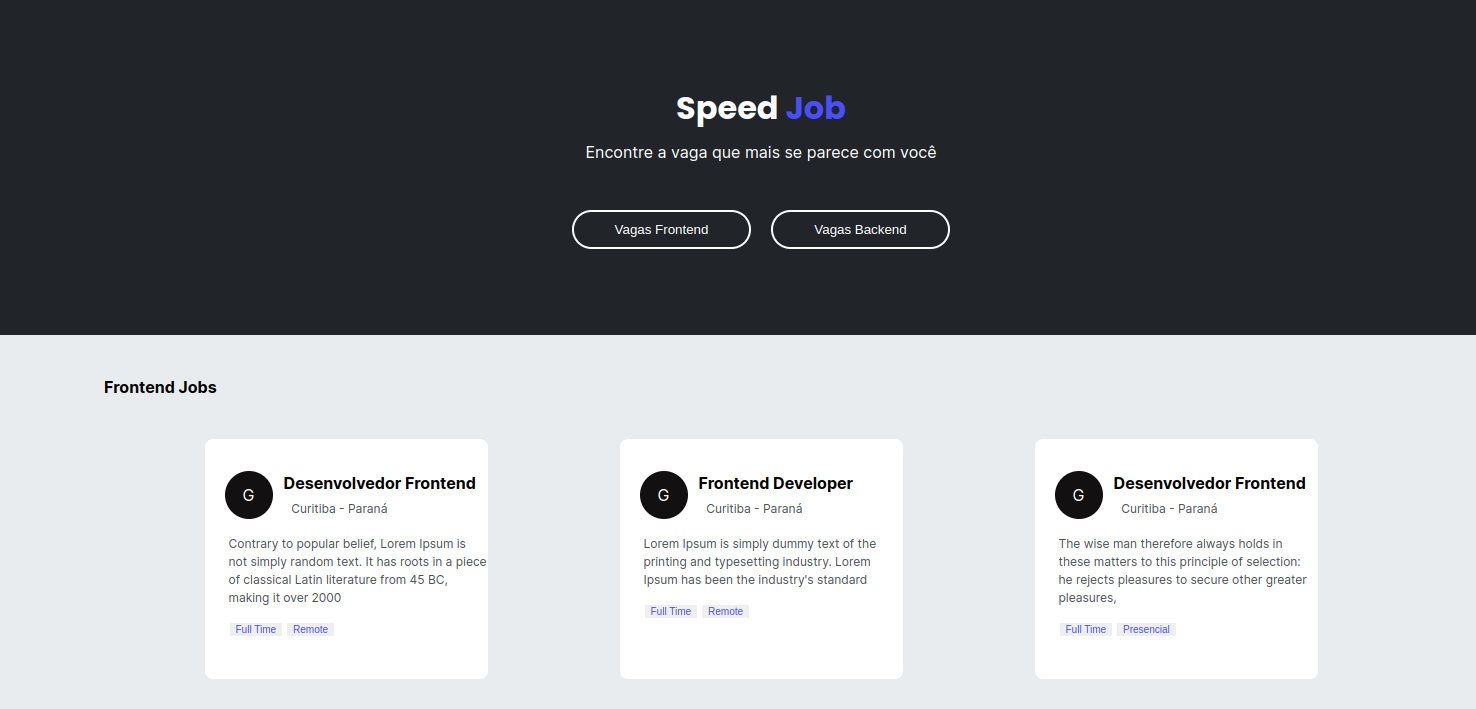 Speed Job
Encontre a vaga que mais se parece com você
Vagas Frontend
Vagas Backend
Frontend Jobs
G
Desenvolvedor Frontend
Curitiba - Paraná
Contrary to popular belief, Lorem Ipsum is
not simply random text. It has roots in a piece
of classical Latin literature from 45 BC,
making it over 2000
Full Time Remote
G
Frontend Developer
Curitiba - Paraná
Lorem Ipsum is simply dummy text of the
printing and typesetting industry. Lorem
Ipsum has been the industry's standard
Full Time Remote
G
Desenvolvedor Frontend
Curitiba - Paraná
The wise man therefore always holds in
these matters to this principle of selection:
he rejects pleasures to secure other greater
pleasures,
Full Time Presencial